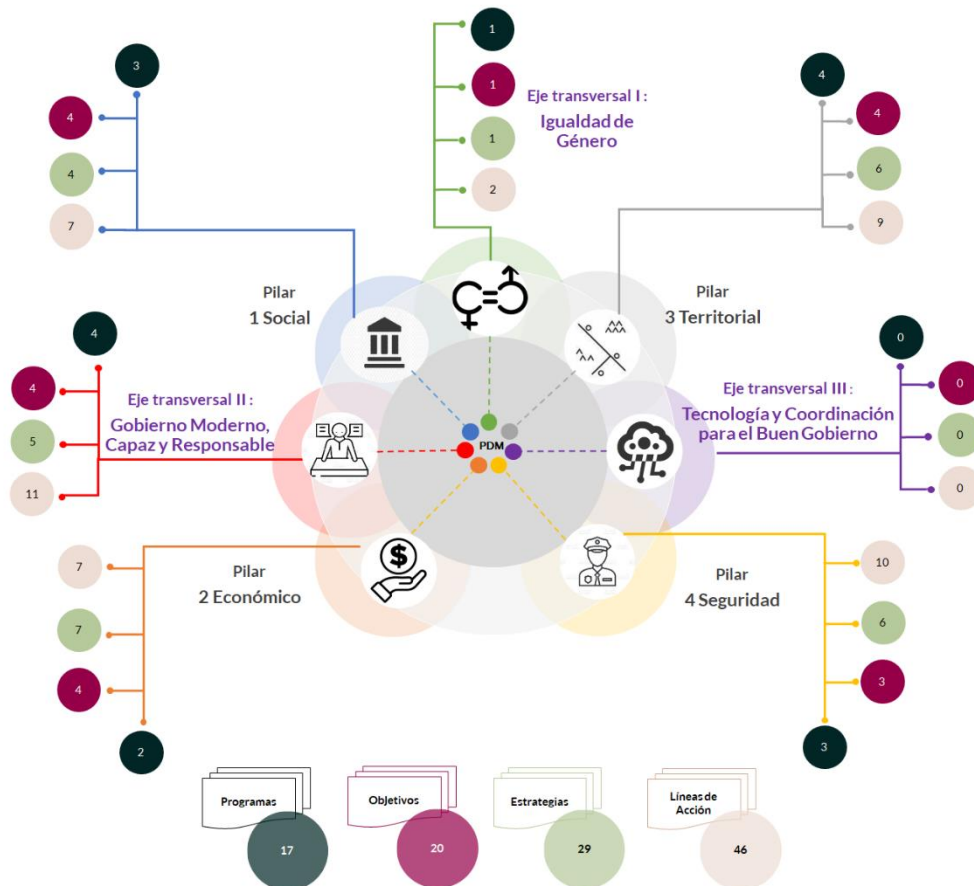 1
1
Eje transversal I :
Igualdad de
Género
1
2
3
4
4
7
4
4
6
9
Pilar
1 Social
Pilar
3 Territorial
4
4
Eje transversal II :
Gobierno Moderno,
Capaz y Responsable
5
11
PDM
0
0
Eje transversal III :
Tecnología y Coordinación
para el Buen Gobierno
0
0
7
Pilar
2 Económico
7
4
2
$
Pilar
4 Seguridad
10
6
3
3
Programas
17
Objetivos
20
Estrategias
29
Líneas de
Acción
46